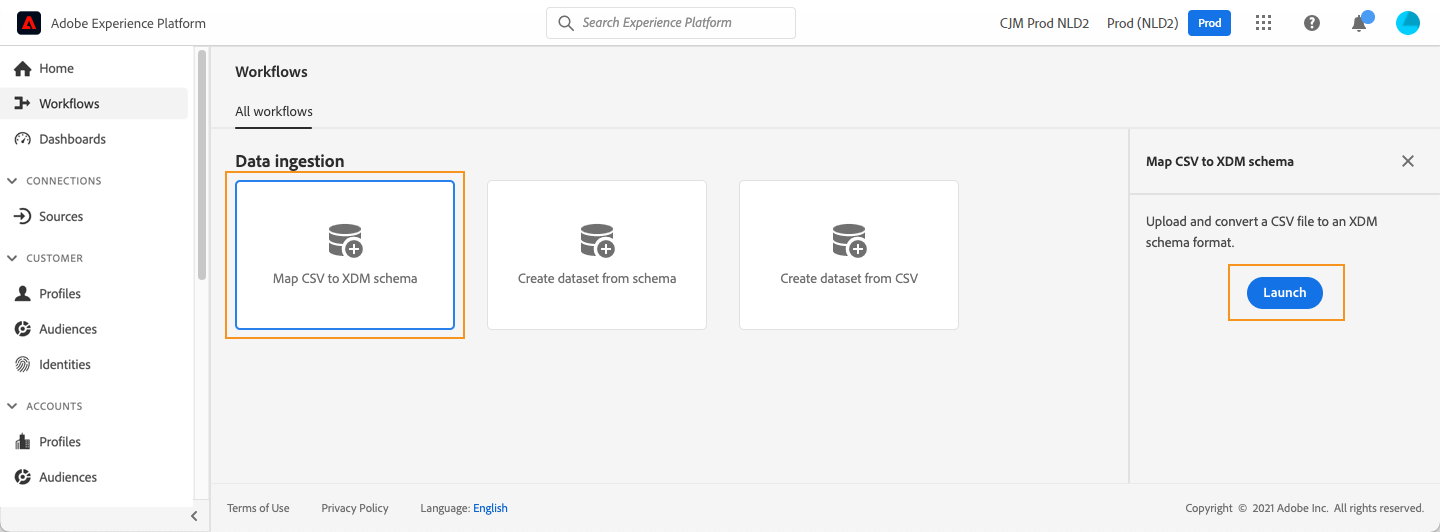 Adobe Experience Platform
Search Experience Platform
CJM Prod NLD2
Prod (NLD2)
Prod
Home
Workflows
Dashboards
CONNECTIONS
Sources
CUSTOMER
Profiles
Audiences
Identities
ACCOUNTS
Profiles
Audiences
Workflows
All workflows
Data ingestion
Map CSV to XDM schema
Create dataset from schema
Create dataset from CSV
Map CSV to XDM schema
Upload and convert a CSV file to an XDM
schema format.
Launch
Terms of Use
Privacy Policy
Language: English
Copyright © 2021 Adobe Inc. All rights reserved.